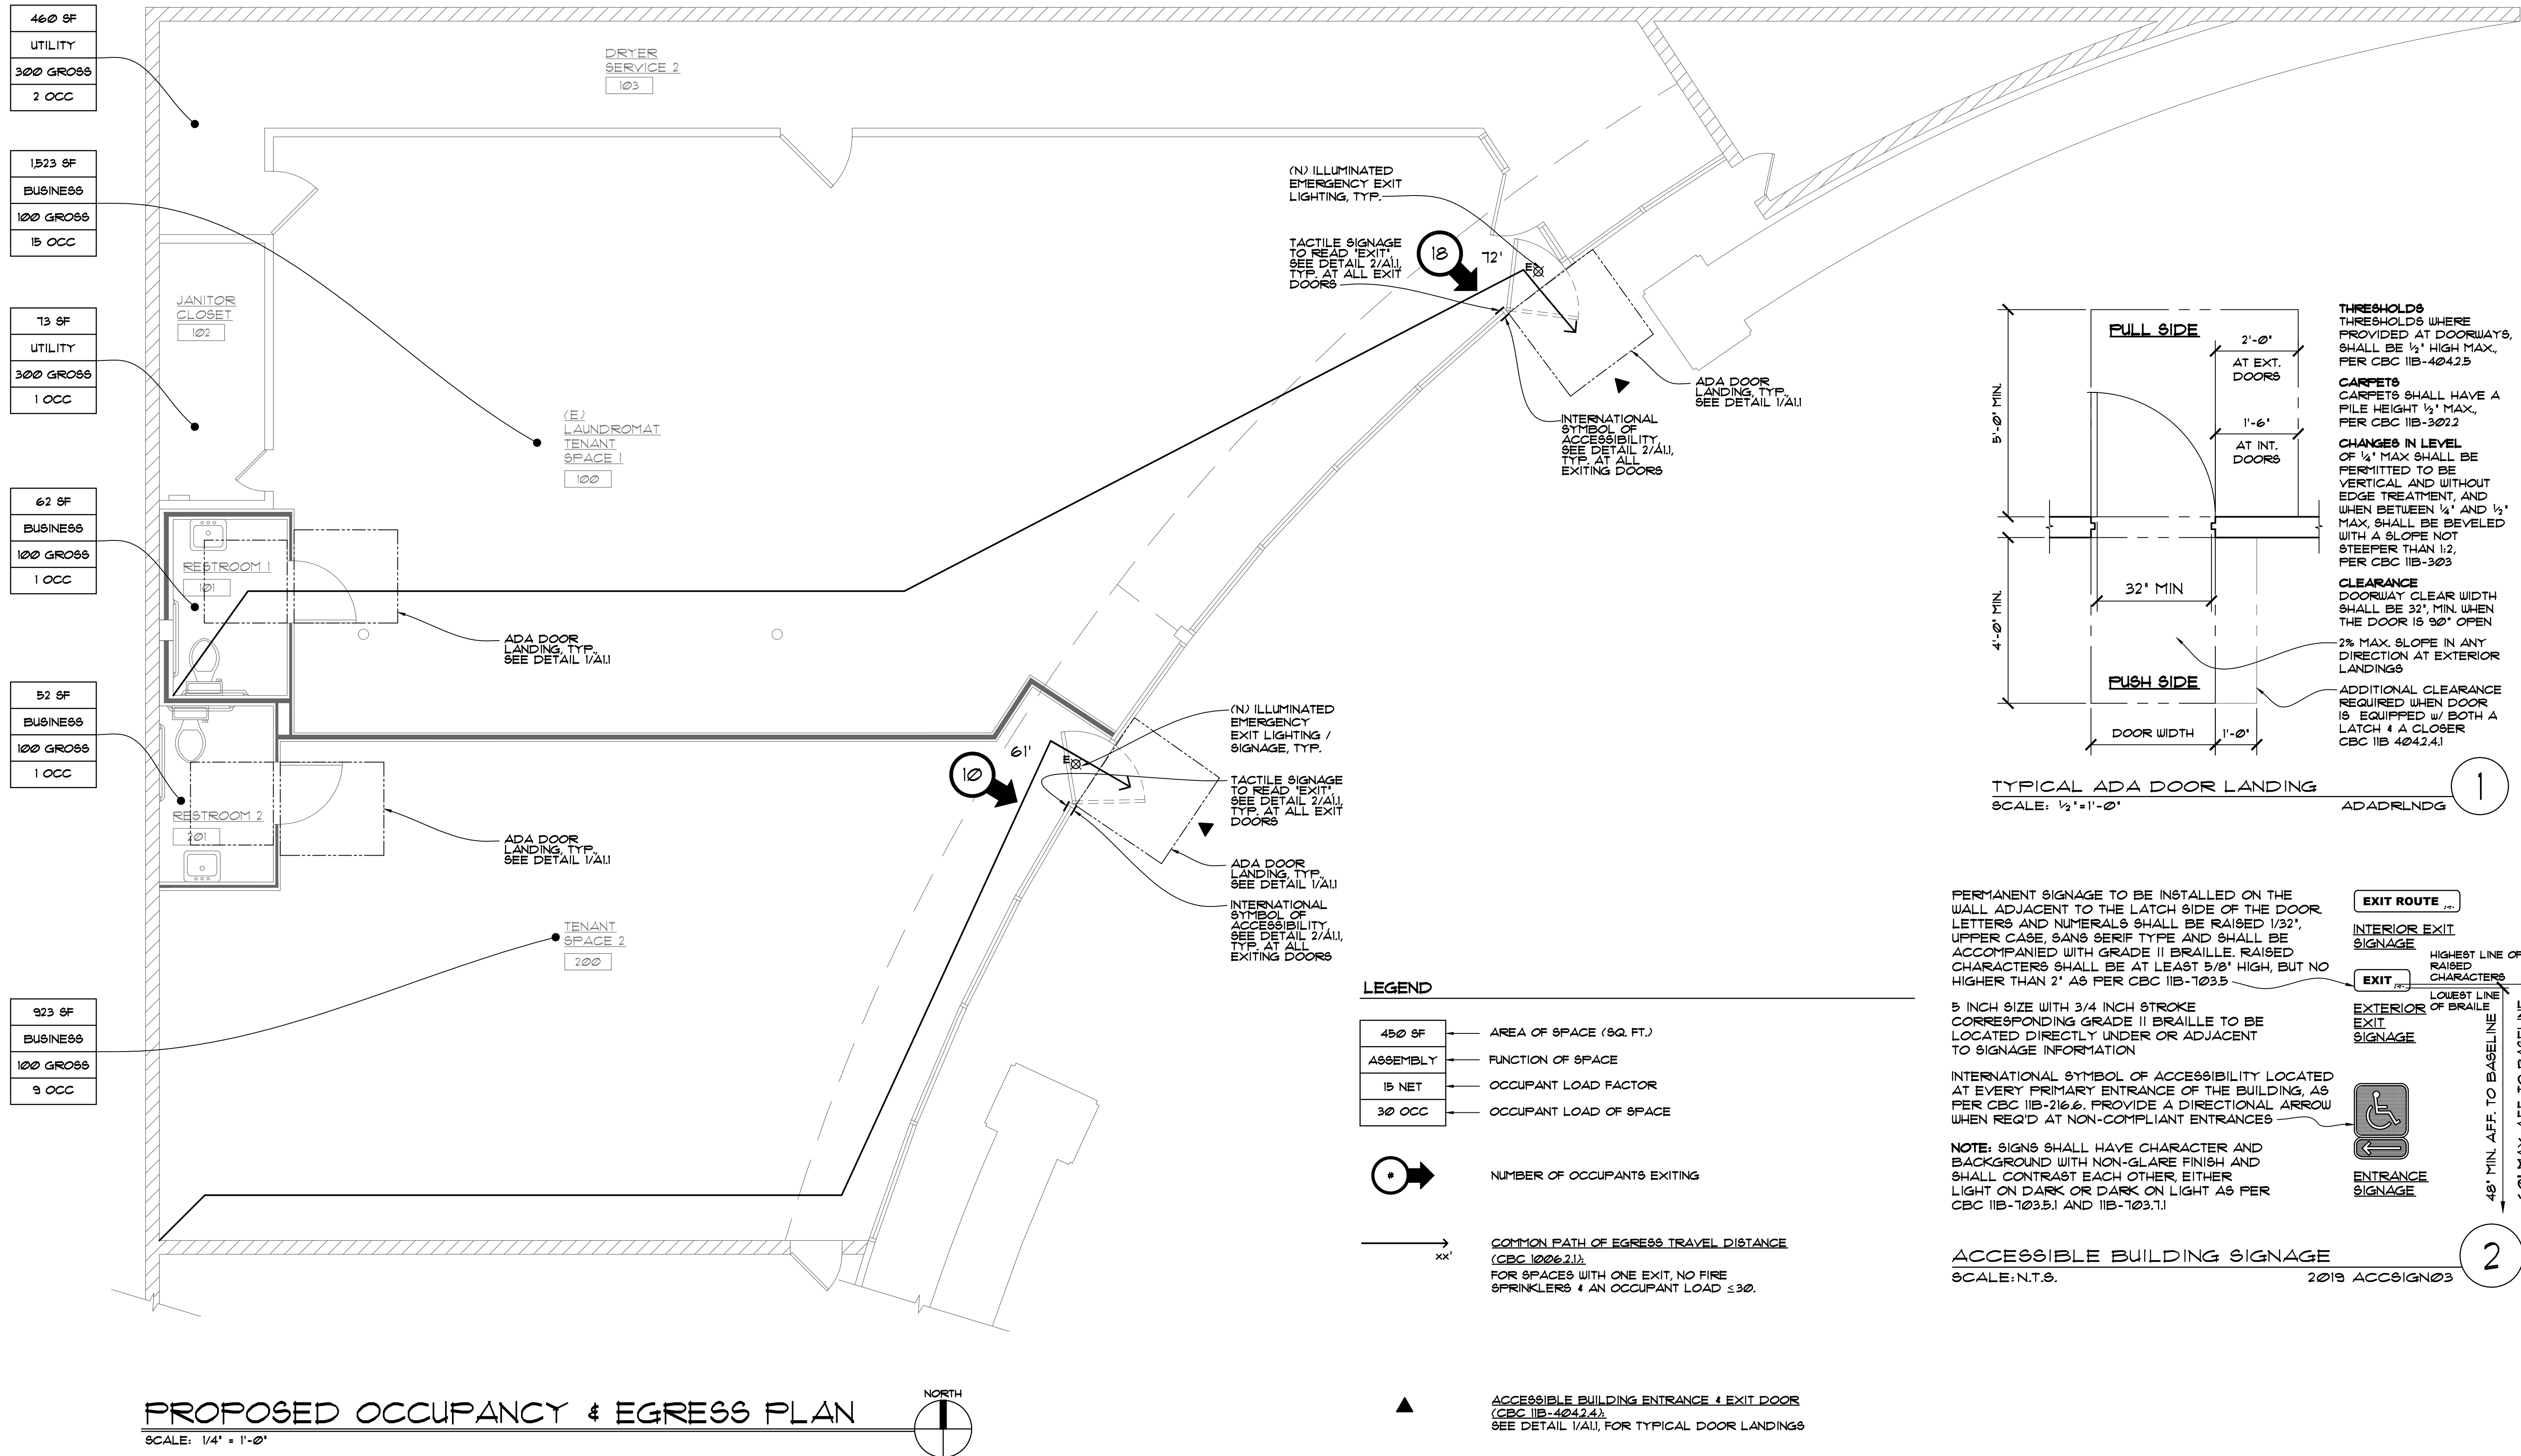 460 SF
UTILITY
300 GROSS
2 OCC
1,523 SF
BUSINESS
100 GROSS
15 OCC
73 SF
UTILITY
300 GROSS
1 OCC
62 SF
BUSINESS
100 GROSS
1 OCC
52 SF
BUSINESS
100 GROSS
1 OCC
923 SF
BUSINESS
100 GROSS
9 OCC
DRYER
SERVICE 2
103
JANITOR
CLOSET
102
(E)
LAUNDROMAT
TENANT
SPACE 1
100
RESTROOM 1
101
ADA DOOR
LANDING, TYP.,
SEE DETAIL 1/A1.1
RESTROOM 2
201
ADA DOOR
LANDING, TYP.,
SEE DETAIL 1/A1.1
TENANT
SPACE 2
200
(N) ILLUMINATED
EMERGENCY EXIT
LIGHTING, TYP.
TACTILE SIGNAGE
TO READ "EXIT",
SEE DETAIL 2/A1.1,
TYP. AT ALL EXIT
DOORS
18
72'
E
ADA DOOR
LANDING, TYP.,
SEE DETAIL 1/A1.1
INTERNATIONAL
SYMBOL OF
ACCESSIBILITY,
SEE DETAIL 2/A1.1,
TYP. AT ALL
EXITING DOORS
10
61'
E
(N) ILLUMINATED
EMERGENCY
EXIT LIGHTING /
SIGNAGE, TYP.
TACTILE SIGNAGE
TO READ "EXIT",
SEE DETAIL 2/A1.1,
TYP. AT ALL EXIT
DOORS
ADA DOOR
LANDING, TYP.,
SEE DETAIL 1/A1.1
INTERNATIONAL
SYMBOL OF
ACCESSIBILITY,
SEE DETAIL 2/A1.1,
TYP. AT ALL
EXITING DOORS
LEGEND
450 SF
AREA OF SPACE (SQ. FT.)
ASSEMBLY
FUNCTION OF SPACE
15 NET
OCCUPANT LOAD FACTOR
30 OCC
OCCUPANT LOAD OF SPACE
#
NUMBER OF OCCUPANTS EXITING
XX'
COMMON PATH OF EGRESS TRAVEL DISTANCE
(CBC 1006.2.1):
FOR SPACES WITH ONE EXIT, NO FIRE
SPRINKLERS & AN OCCUPANT LOAD ≤30.
ACCESSIBLE BUILDING ENTRANCE & EXIT DOOR
(CBC 11B-404.2.4):
SEE DETAIL 1/A1.1, FOR TYPICAL DOOR LANDINGS
PULL SIDE
2'-0"
AT EXT.
DOORS
1'-6"
AT INT.
DOORS
5'-0" MIN.
32" MIN
4'-0" MIN.
PUSH SIDE
DOOR WIDTH
1'-0"
THRESHOLDS
THRESHOLDS WHERE
PROVIDED AT DOORWAYS,
SHALL BE ½" HIGH MAX.,
PER CBC 11B-404.2.5
CARPETS
CARPETS SHALL HAVE A
PILE HEIGHT ½" MAX.,
PER CBC 11B-302.2
CHANGES IN LEVEL
OF ¼" MAX SHALL BE
PERMITTED TO BE
VERTICAL AND WITHOUT
EDGE TREATMENT, AND
WHEN BETWEEN ¼" AND ½"
MAX, SHALL BE BEVELED
WITH A SLOPE NOT
STEEPER THAN 1:2,
PER CBC 11B-303
CLEARANCE
DOORWAY CLEAR WIDTH
SHALL BE 32", MIN. WHEN
THE DOOR IS 90° OPEN
2% MAX. SLOPE IN ANY
DIRECTION AT EXTERIOR
LANDINGS
ADDITIONAL CLEARANCE
REQUIRED WHEN DOOR
IS EQUIPPED w/ BOTH A
LATCH & A CLOSER
CBC 11B 404.2.4.1
TYPICAL ADA DOOR LANDING
SCALE: ½"=1'-0"
ADADRLNDG
1
PERMANENT SIGNAGE TO BE INSTALLED ON THE
WALL ADJACENT TO THE LATCH SIDE OF THE DOOR.
LETTERS AND NUMERALS SHALL BE RAISED 1/32",
UPPER CASE, SANS SERIF TYPE AND SHALL BE
ACCOMPANIED WITH GRADE II BRAILLE. RAISED
CHARACTERS SHALL BE AT LEAST 5/8" HIGH, BUT NO
HIGHER THAN 2" AS PER CBC 11B-703.5
5 INCH SIZE WITH 3/4 INCH STROKE
CORRESPONDING GRADE II BRAILLE TO BE
LOCATED DIRECTLY UNDER OR ADJACENT
TO SIGNAGE INFORMATION
INTERNATIONAL SYMBOL OF ACCESSIBILITY LOCATED
AT EVERY PRIMARY ENTRANCE OF THE BUILDING, AS
PER CBC 11B-216.6. PROVIDE A DIRECTIONAL ARROW
WHEN REQ'D AT NON-COMPLIANT ENTRANCES
NOTE: SIGNS SHALL HAVE CHARACTER AND
BACKGROUND WITH NON-GLARE FINISH AND
SHALL CONTRAST EACH OTHER, EITHER
LIGHT ON DARK OR DARK ON LIGHT AS PER
CBC 11B-703.5.1 AND 11B-703.7.1
EXIT ROUTE
INTERIOR EXIT
SIGNAGE
HIGHEST LINE OF
RAISED
CHARACTERS
EXIT
LOWEST LINE
OF BRAILE
EXTERIOR
EXIT
SIGNAGE
48" MIN. A.F.F. TO BASELINE
ENTRANCE
SIGNAGE
ACCESSIBLE BUILDING SIGNAGE
SCALE: N.T.S.
2019 ACCSIGN03
2
PROPOSED OCCUPANCY & EGRESS PLAN
SCALE: 1/4" = 1'-0"
NORTH